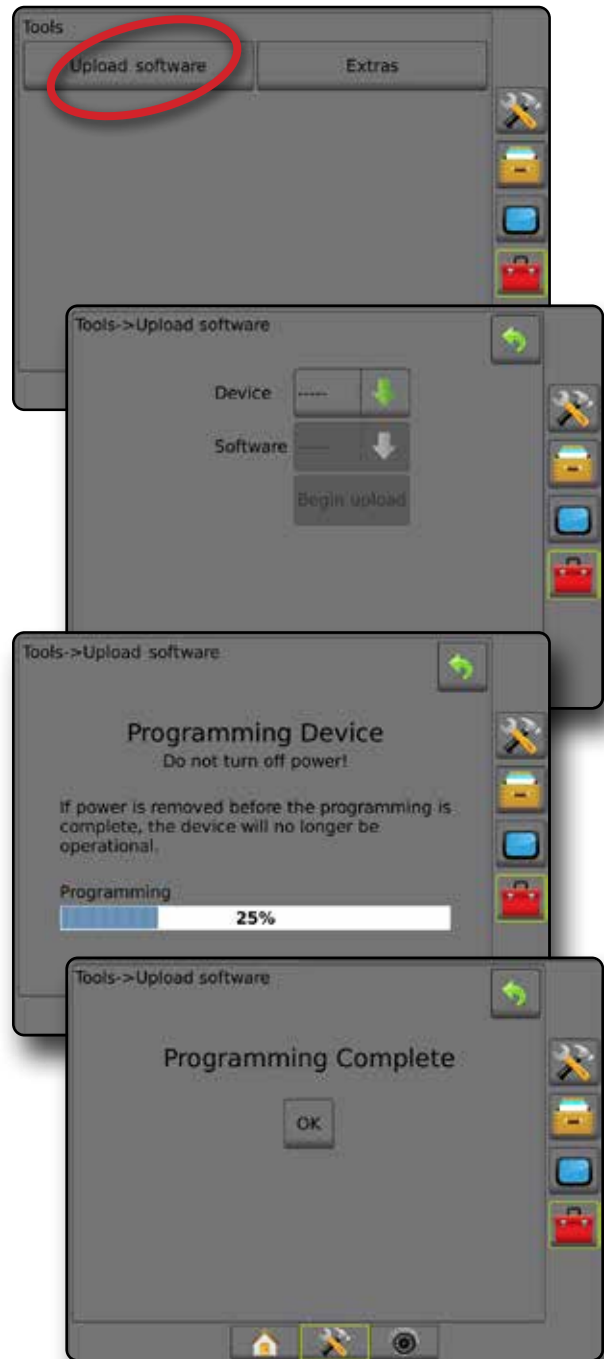 Tools
Upload software Extras
Tools->Upload software
Device -----
Software -----
Begin upload
Tools->Upload software
Programming Device
Do not turn off power!
If power is removed before the programming is
complete, the device will no longer be
operational.
Programming
25%
Tools->Upload software
Programming Complete
OK